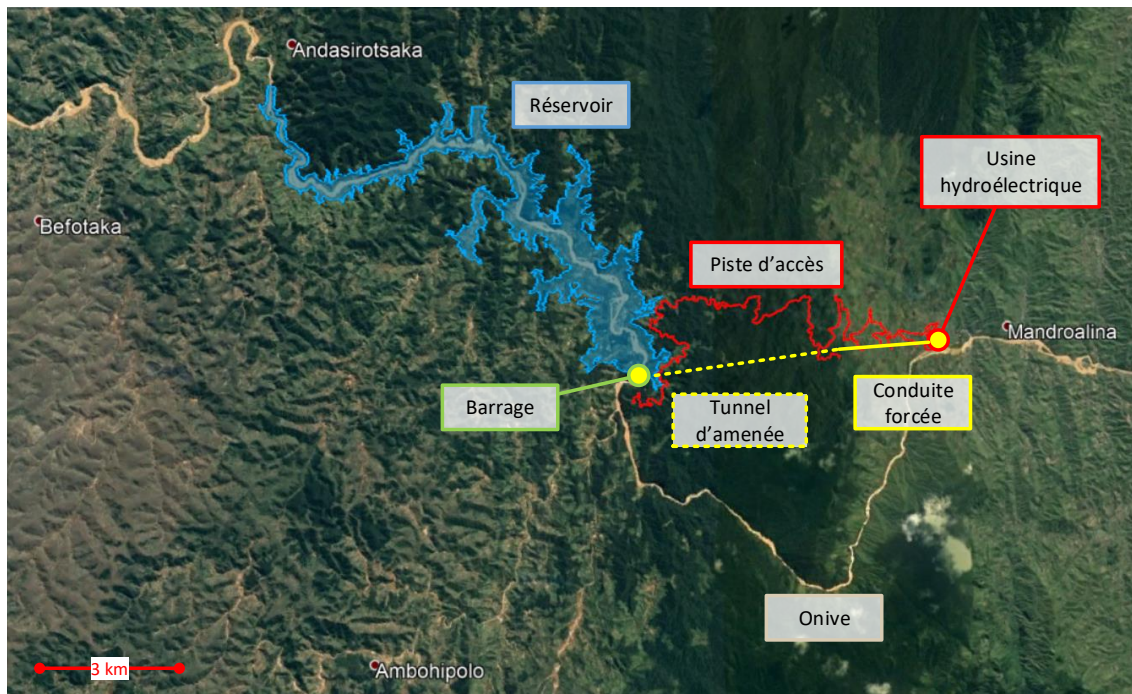 Andasirotsaka
Réservoir
Usine
hydroélectrique
Befotaka
Piste d’accès
Mandroalina
Barrage
Tunnel
d’amenée
Conduite
forcée
Onive
3 km
Ambohipolo